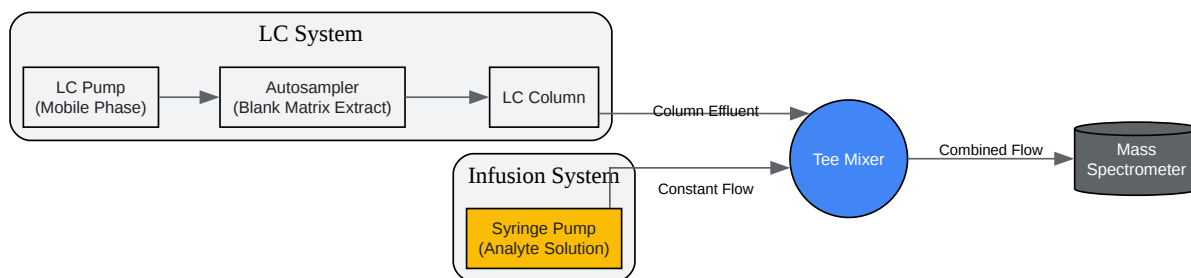 LC System
LC Pump
(Mobile Phase)
Autosampler
(Blank Matrix Extract)
LC Column
Column Effluent
Infusion System
Syringe Pump
(Analyte Solution)
Constant Flow
Tee Mixer
Combined Flow
Mass
Spectrometer